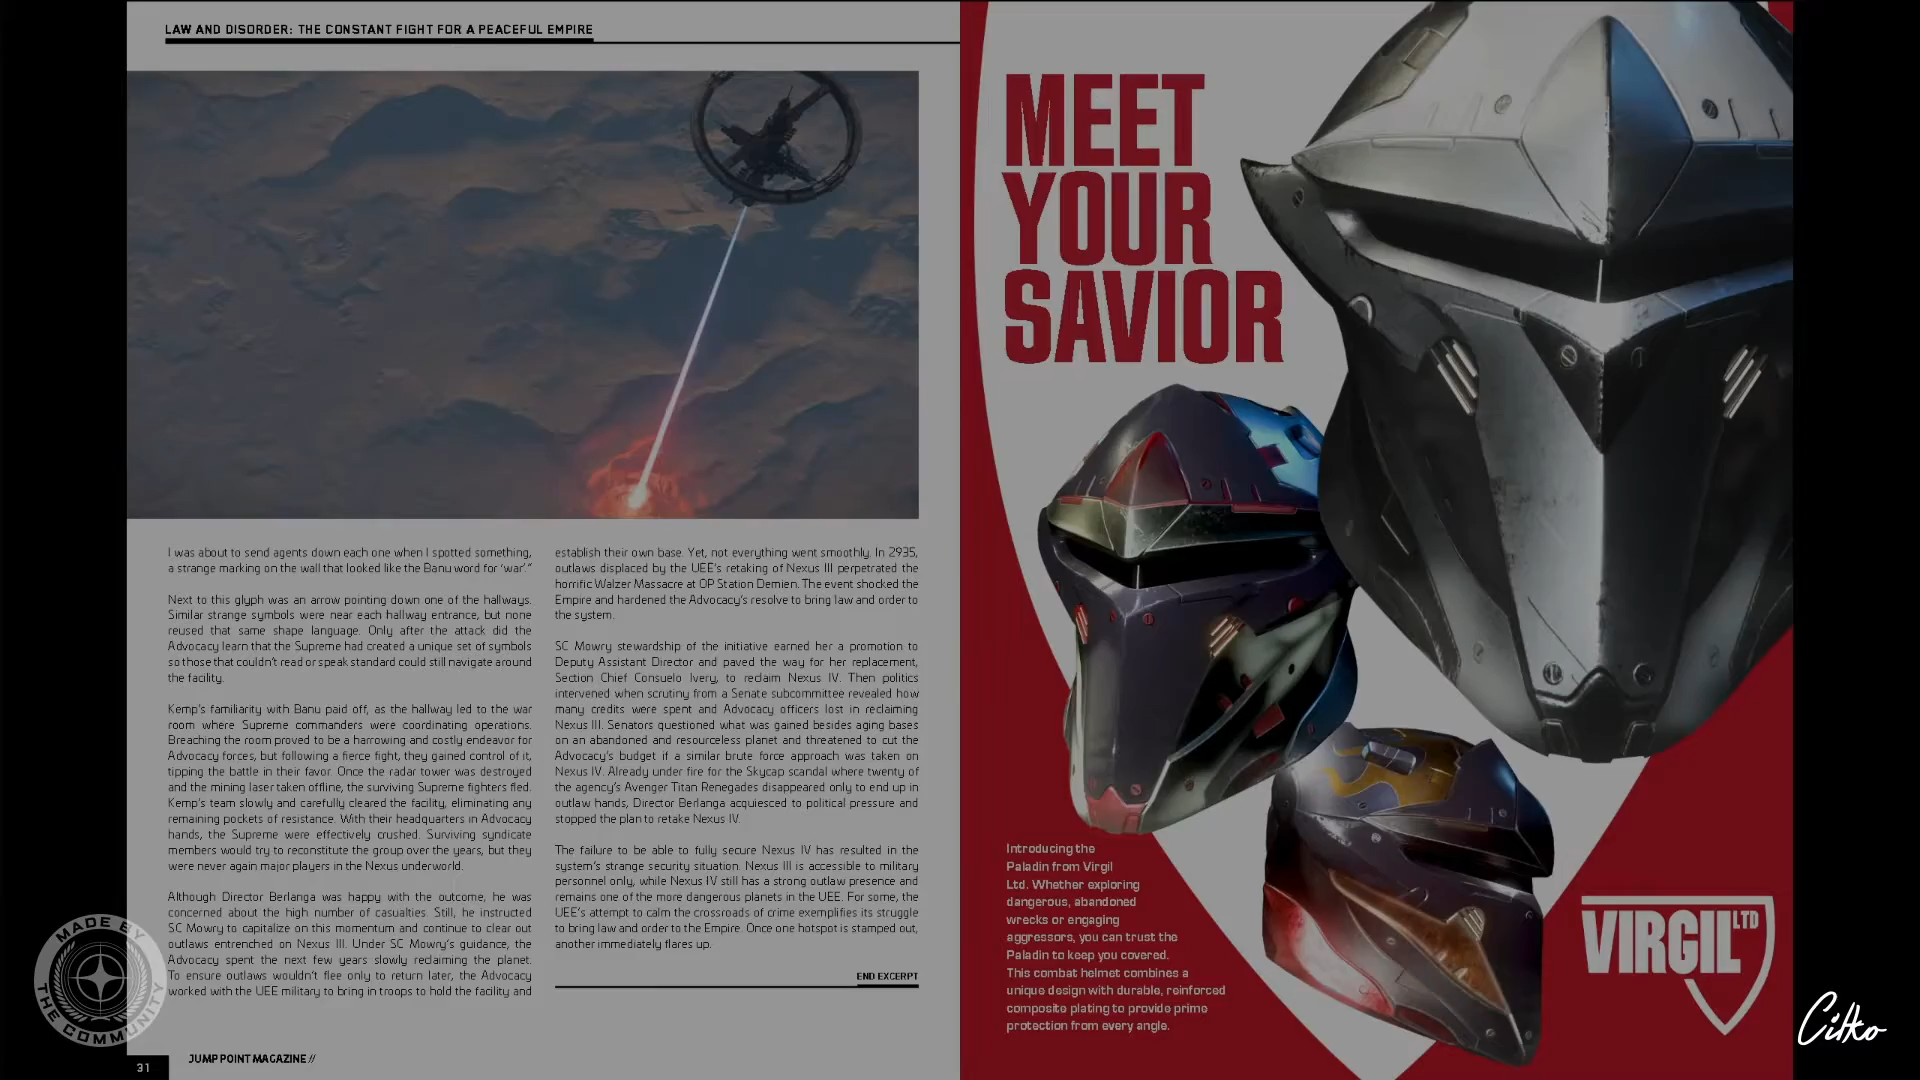 LAW AND DISORDER: THE CONSTANT FIGHT FOR A PEACEFUL EMPIRE
I was about to send agents down each one when I spotted something,
a strange marking on the wall that looked like the Banu word for ‘war’.”
Next to this glyph was an arrow pointing down one of the hallways.
Similar strange symbols were near each hallway entrance, but none
reused that same shape language. Only after the attack did the
Advocacy learn that the Supreme had created a unique set of symbols
so those that couldn’t read or speak standard could still navigate around
the facility.
Kemp’s familiarity with Banu paid off, as the hallway led to the war
room where Supreme commanders were coordinating operations.
Breaching the room proved to be a harrowing and costly endeavor for
Advocacy forces, but following a fierce fight, they gained control of it,
tipping the battle in their favor. Once the radar tower was destroyed
and the mining laser taken offline, the surviving Supreme fighters fled.
Kemp’s team slowly and carefully cleared the facility, eliminating any
remaining pockets of resistance. With their headquarters in Advocacy
hands, the Supreme were effectively crushed. Surviving syndicate
members would try to reconstitute the group over the years, but they
were never again major players in the Nexus underworld.
Although Director Berlanga was happy with the outcome, he was
concerned about the high number of casualties. Still, he instructed
SC Mowry to capitalize on this momentum and continue to clear out
outlaws entrenched on Nexus III. Under SC Mowry’s guidance, the
Advocacy spent the next few years slowly reclaiming the planet.
To ensure outlaws wouldn’t flee only to return later, the Advocacy
worked with the UEE military to bring in troops to hold the facility and
establish their own base. Yet, not everything went smoothly. In 2935,
outlaws displaced by the UEE’s retaking of Nexus III perpetrated the
horrific Walzer Massacre at OP Station Demien. The event shocked the
Empire and hardened the Advocacy’s resolve to bring law and order to
the system.
SC Mowry stewardship of the initiative earned her a promotion to
Deputy Assistant Director and paved the way for her replacement,
Section Chief Consuelo Ivery, to reclaim Nexus IV. Then politics
intervened when scrutiny from a Senate subcommittee revealed how
many credits were spent and Advocacy officers lost in reclaiming
Nexus III. Senators questioned what was gained besides aging bases
on an abandoned and resourceless planet and threatened to cut the
Advocacy’s budget if a similar brute force approach was taken on
Nexus IV. Already under fire for the Skycap scandal where twenty of
the agency’s Avenger Titan Renegades disappeared only to end up in
outlaw hands, Director Berlanga acquiesced to political pressure and
stopped the plan to retake Nexus IV.
The failure to be able to fully secure Nexus IV has resulted in the
system’s strange security situation. Nexus III is accessible to military
personnel only, while Nexus IV still has a strong outlaw presence and
remains one of the more dangerous planets in the UEE. For some, the
UEE’s attempt to calm the crossroads of crime exemplifies its struggle
to bring law and order to the Empire. Once one hotspot is stamped out,
another immediately flares up.
END EXCERPT
31
JUMP POINT MAGAZINE //
MADE BY
THE COMMUNITY
MEET
YOUR
SAVIOR
Introducing the
Paladin from Virgil
Ltd. Whether exploring
dangerous, abandoned
wrecks or engaging
aggressors, you can trust the
Paladin to keep you covered.
This combat helmet combines a
unique design with durable, reinforced
composite plating to provide prime
protection from every angle.
VIRGIL LTD
Citko